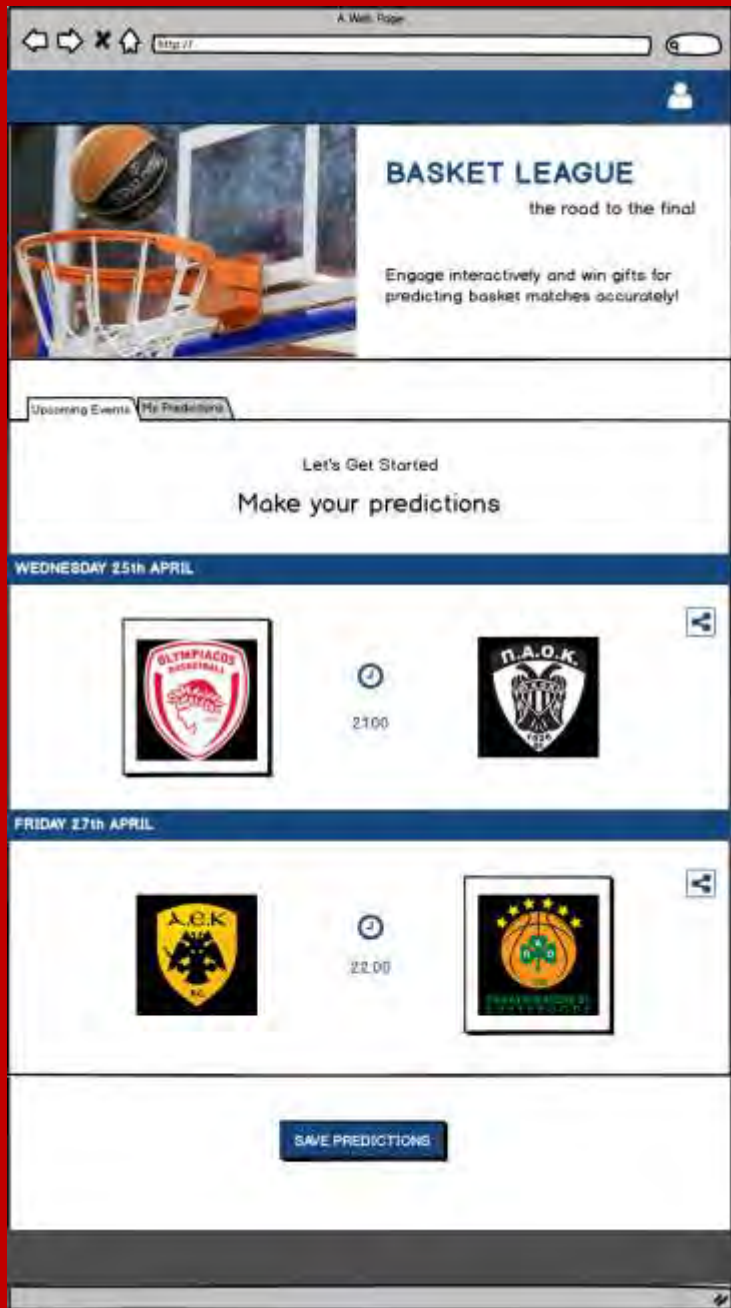 A Web Page
http://
BASKET LEAGUE
the road to the final
Engage interactively and win gifts for
predicting basket matches accurately!
Upcoming Events
My Predictions
Let's Get Started
Make your predictions
WEDNESDAY 25th APRIL
OLYMPIACOS
BASKETBALL
Π.Α.Ο.Κ.
1926
BC
21:00
FRIDAY 27th APRIL
Α.Ε.Κ
B.C.
22:00
SAVE PREDICTIONS